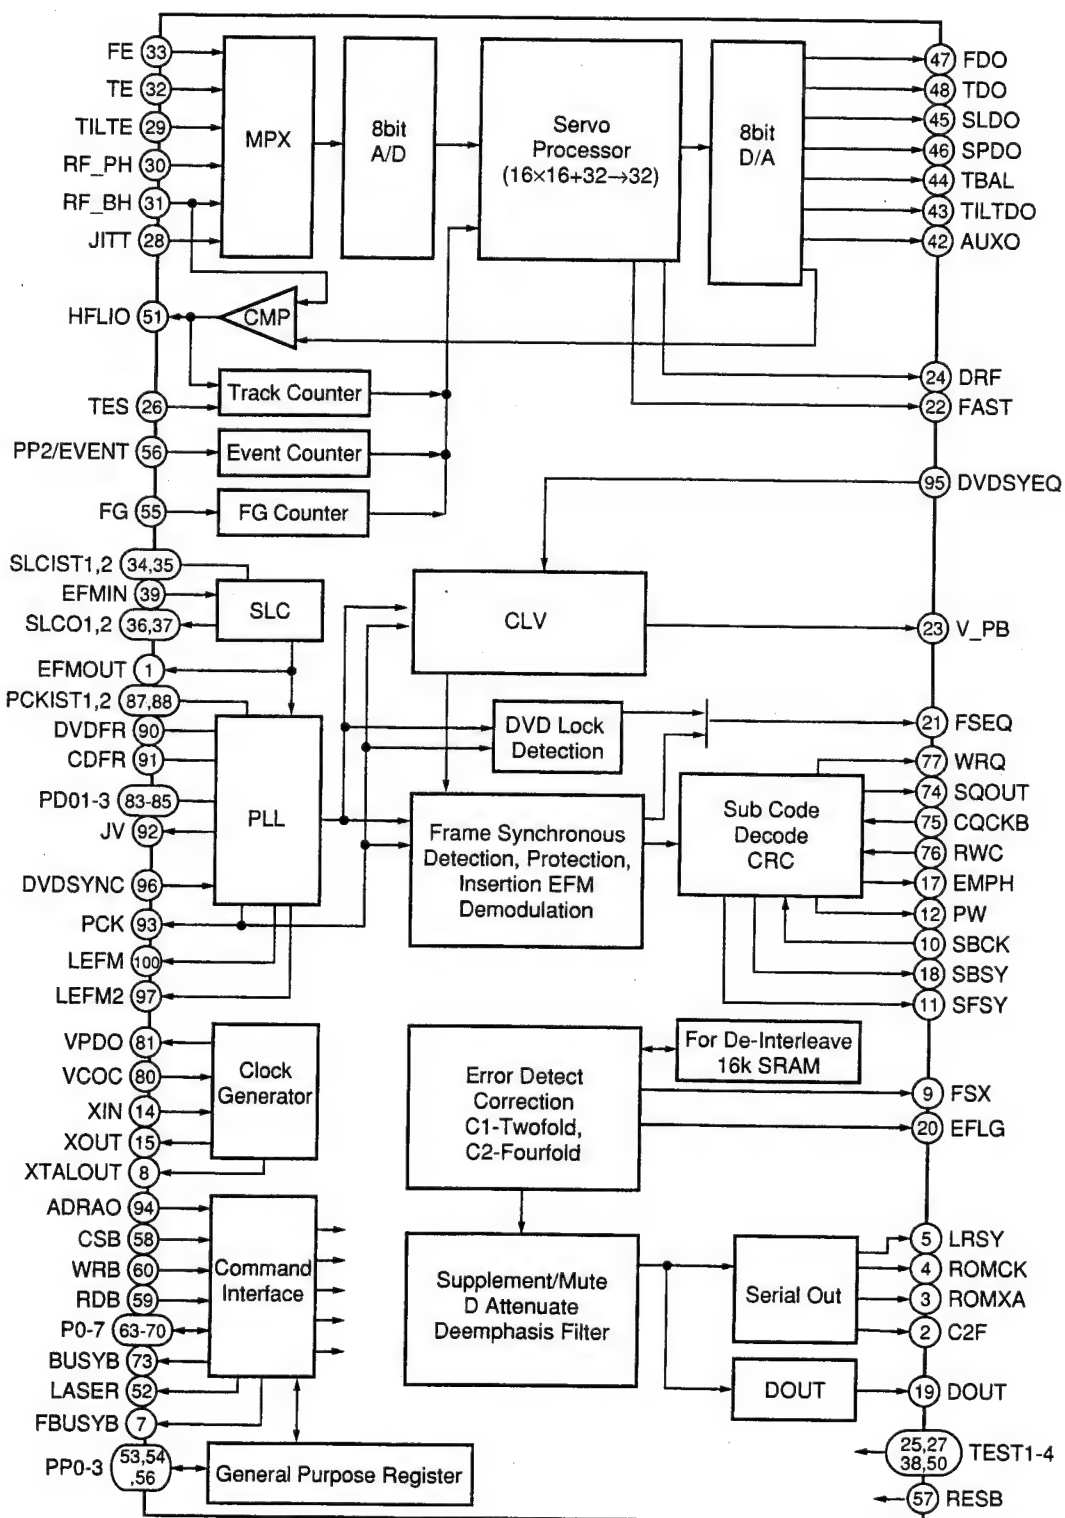 FE 33
TE 32
TILTE 29
RF_PH 30
RF_BH 31
JITT 28
MPX
8bit
A/D
Servo
Processor
(16×16+32→32)
8bit
D/A
47 FDO
48 TDO
45 SLDO
46 SPDO
44 TBAL
43 TILTDO
42 AUXO
HFLIO 51
CMP
24 DRF
22 FAST
TES 26
Track Counter
PP2/EVENT 56
Event Counter
FG 55
FG Counter
95 DVDSYEQ
SLCIST1,2 34,35
EFMIN 39
SLCO1,2 36,37
SLC
CLV
23 V_PB
EFMOUT 1
PCKIST1,2 87,88
DVDFR 90
CDFR 91
PD01-3 83-85
JV 92
DVDSYNC 96
PCK 93
LEFM 100
LEFM2 97
PLL
DVD Lock
Detection
21 FSEQ
Frame Synchronous
Detection, Protection,
Insertion EFM
Demodulation
Sub Code
Decode
CRC
77 WRQ
74 SQOUT
75 CQCKB
76 RWC
17 EMPH
12 PW
10 SBCK
18 SBSY
11 SFSY
VPDO 81
VCOC 80
XIN 14
XOUT 15
XTALOUT 8
Clock
Generator
Error Detect
Correction
C1-Twofold,
C2-Fourfold
For De-Interleave
16k SRAM
9 FSX
20 EFLG
ADRAO 94
CSB 58
WRB 60
RDB 59
P0-7 63-70
BUSYB 73
LASER 52
FBUSYB 7
Command
Interface
Supplement/Mute
D Attenuate
Deemphasis Filter
Serial Out
5 LRSY
4 ROMCK
3 ROMXA
2 C2F
DOUT
19 DOUT
PP0-3
53,54
,56
General Purpose Register
25,27
38,50
TEST1-4
57 RESB